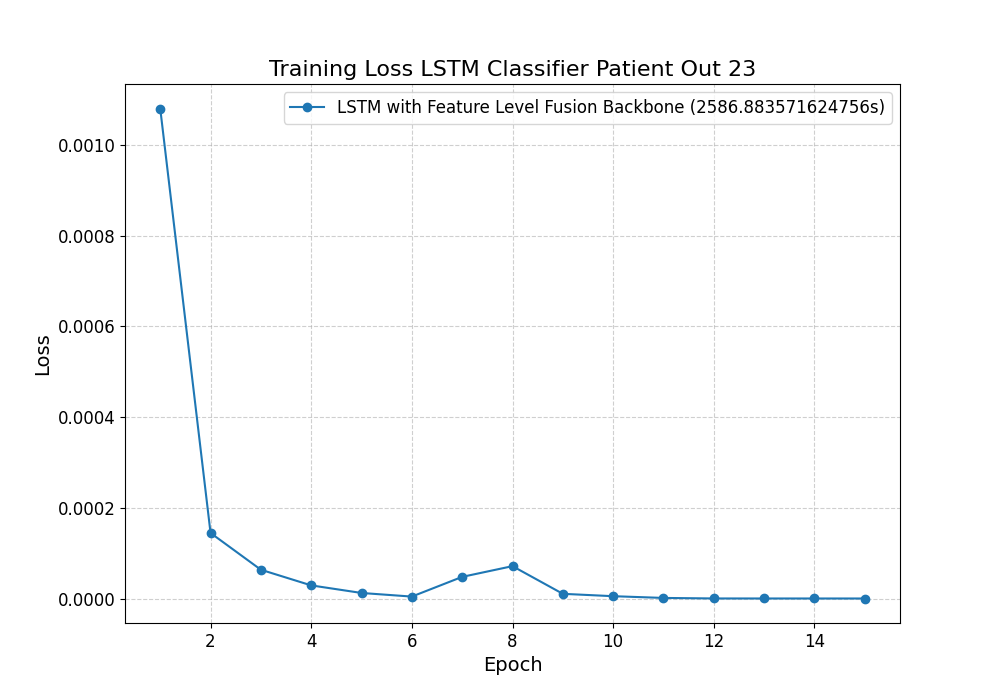 Training Loss LSTM Classifier Patient Out 23
LSTM with Feature Level Fusion Backbone (2586.883571624756s)
Loss
0.0010
0.0008
0.0006
0.0004
0.0002
0.0000
2 4 6 8 10 12 14
Epoch